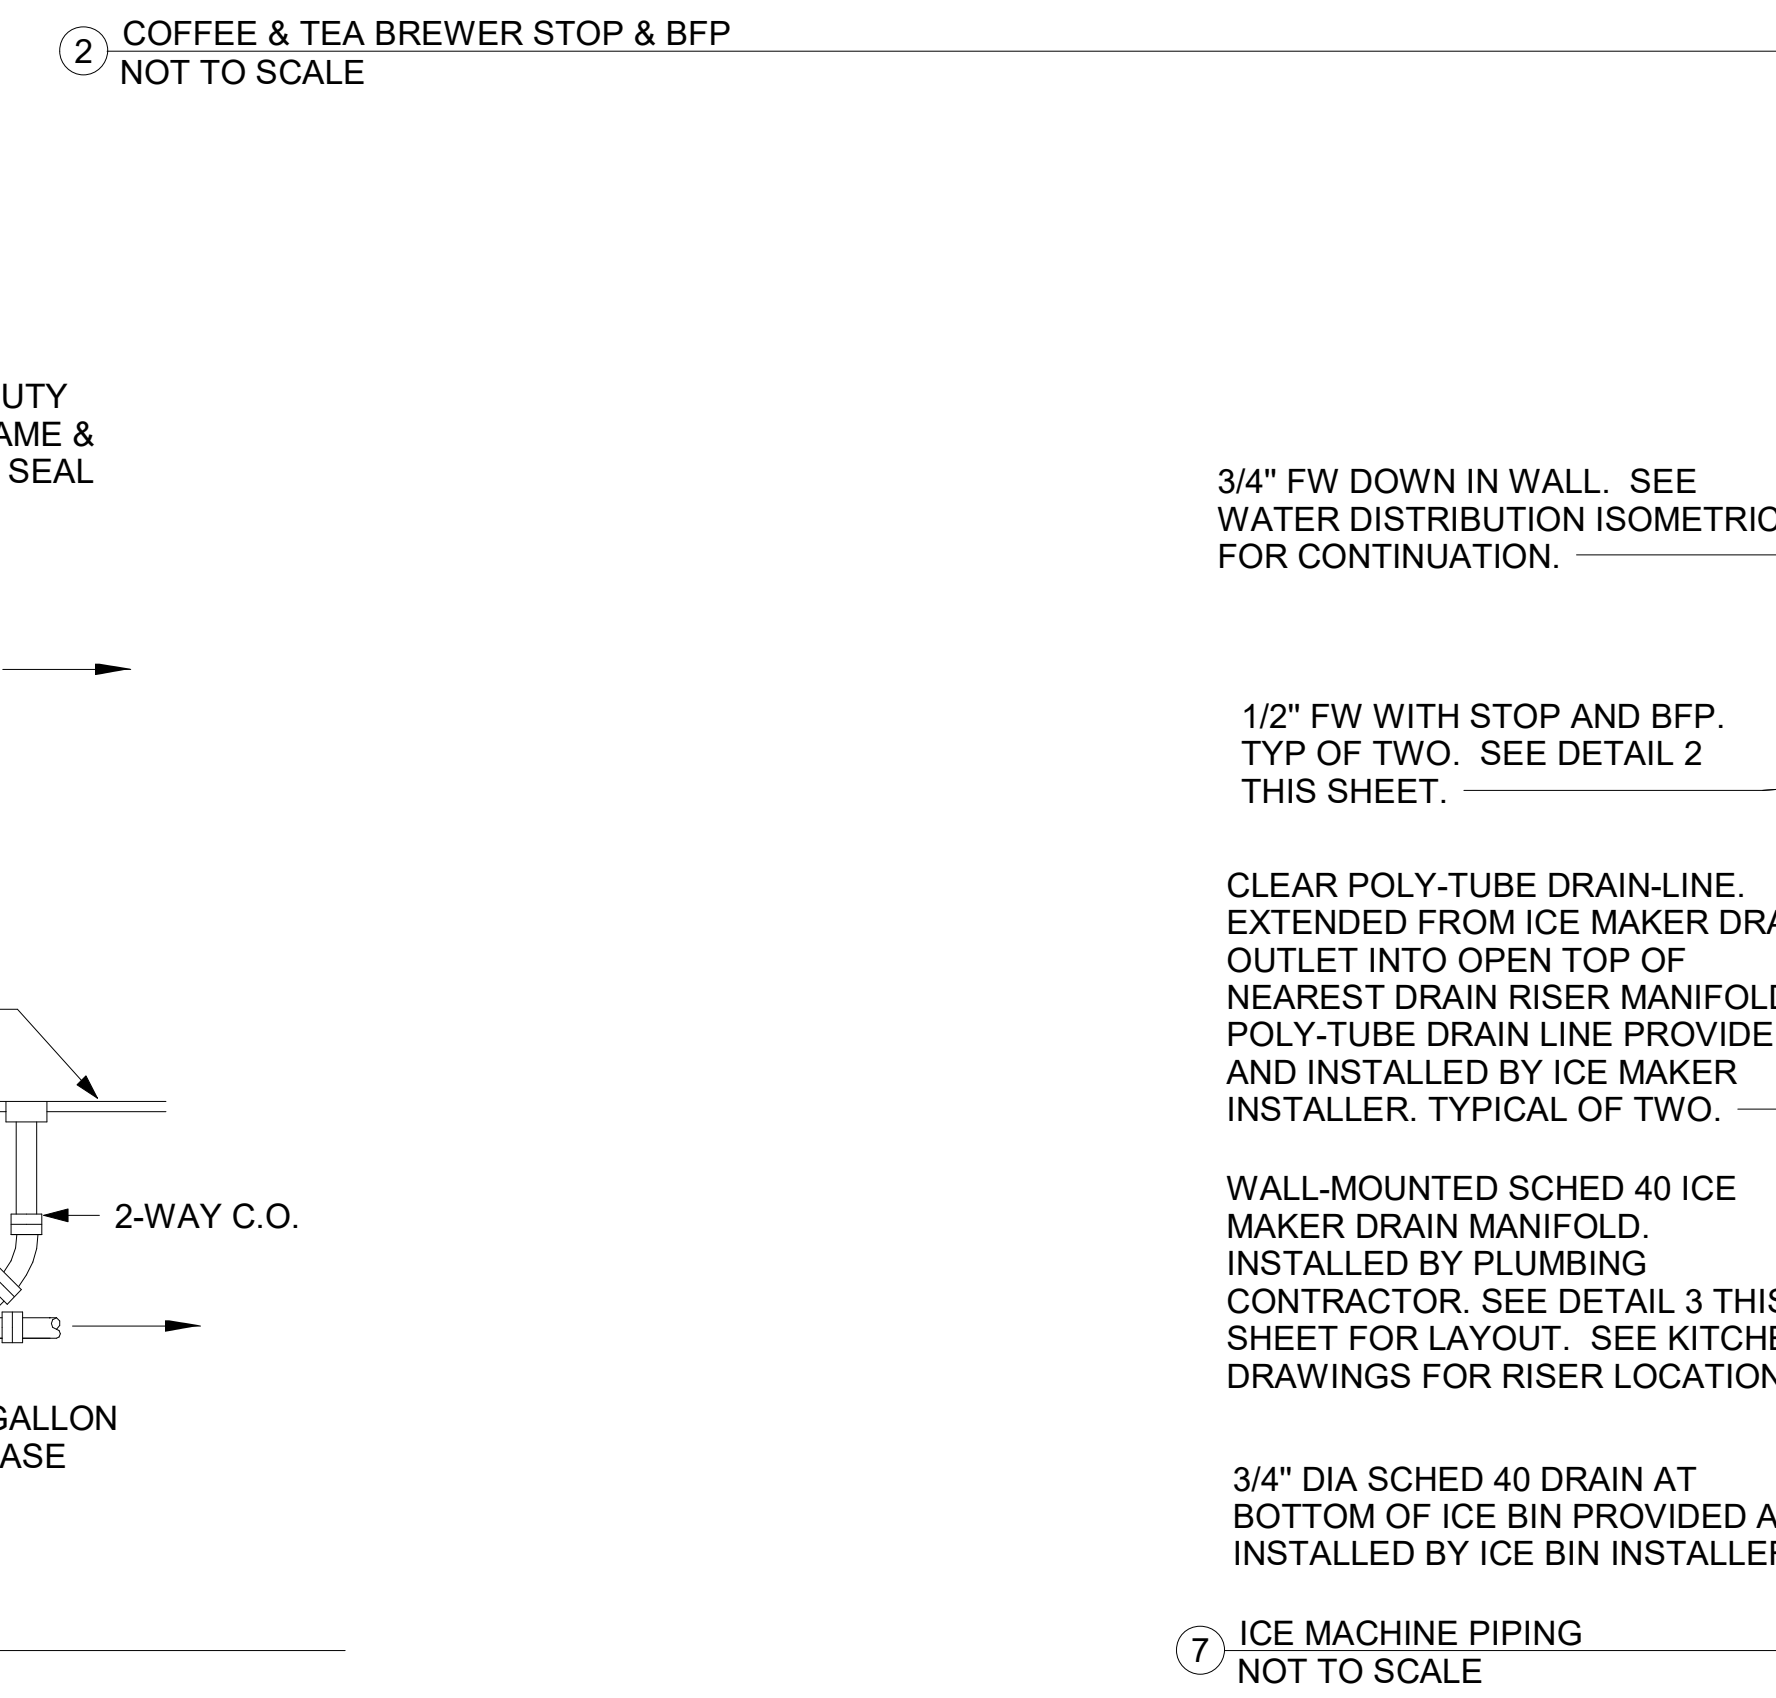 2 COFFEE & TEA BREWER STOP & BFP
NOT TO SCALE
UTY
AME &
SEAL
2-WAY C.O.
GALLON
ASE
3/4" FW DOWN IN WALL. SEE
WATER DISTRIBUTION ISOMETRIC
FOR CONTINUATION.
1/2" FW WITH STOP AND BFP.
TYP OF TWO. SEE DETAIL 2
THIS SHEET.
CLEAR POLY-TUBE DRAIN-LINE.
EXTENDED FROM ICE MAKER DRA
OUTLET INTO OPEN TOP OF
NEAREST DRAIN RISER MANIFOLD
POLY-TUBE DRAIN LINE PROVIDE
AND INSTALLED BY ICE MAKER
INSTALLER. TYPICAL OF TWO.
WALL-MOUNTED SCHED 40 ICE
MAKER DRAIN MANIFOLD.
INSTALLED BY PLUMBING
CONTRACTOR. SEE DETAIL 3 THIS
SHEET FOR LAYOUT. SEE KITCHE
DRAWINGS FOR RISER LOCATION
3/4" DIA SCHED 40 DRAIN AT
BOTTOM OF ICE BIN PROVIDED A
INSTALLED BY ICE BIN INSTALLER
7 ICE MACHINE PIPING
NOT TO SCALE